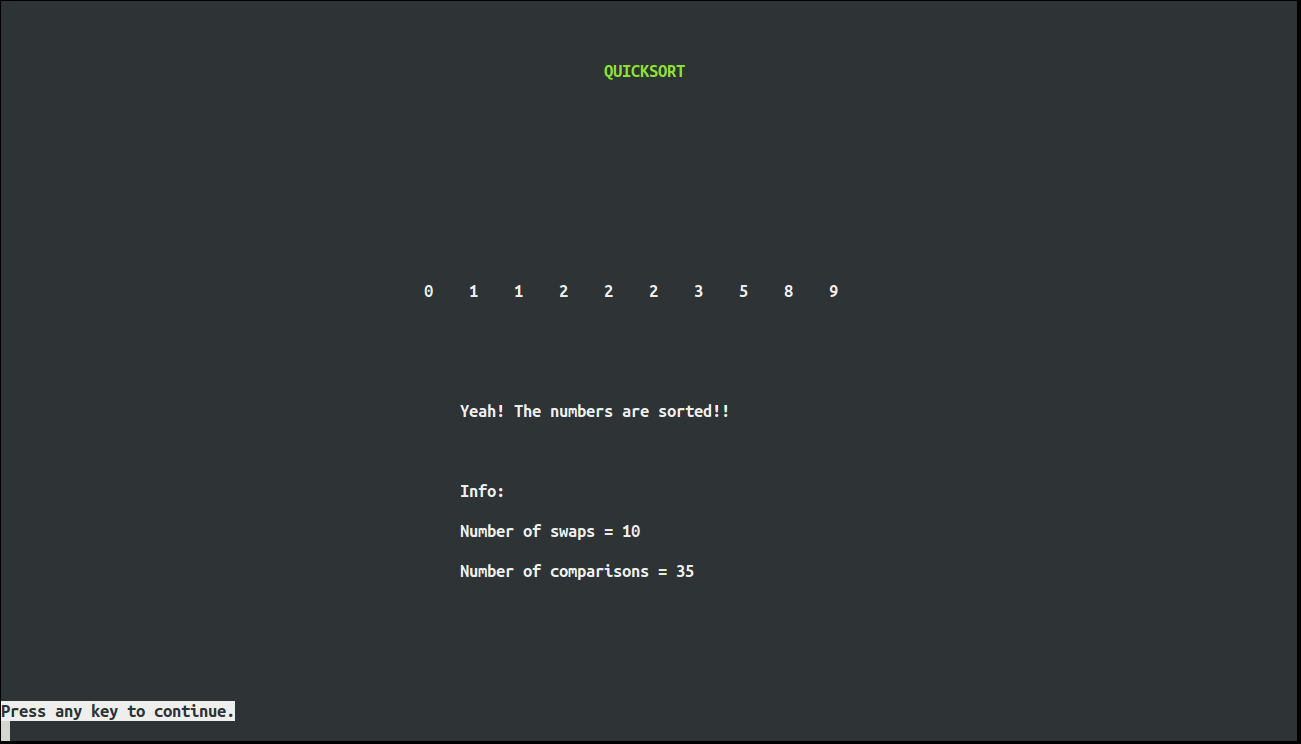 QUICKSORT
0 1 1 2 2 2 3 5 8 9
Yeah! The numbers are sorted!!
Info:
Number of swaps = 10
Number of comparisons = 35
Press any key to continue.